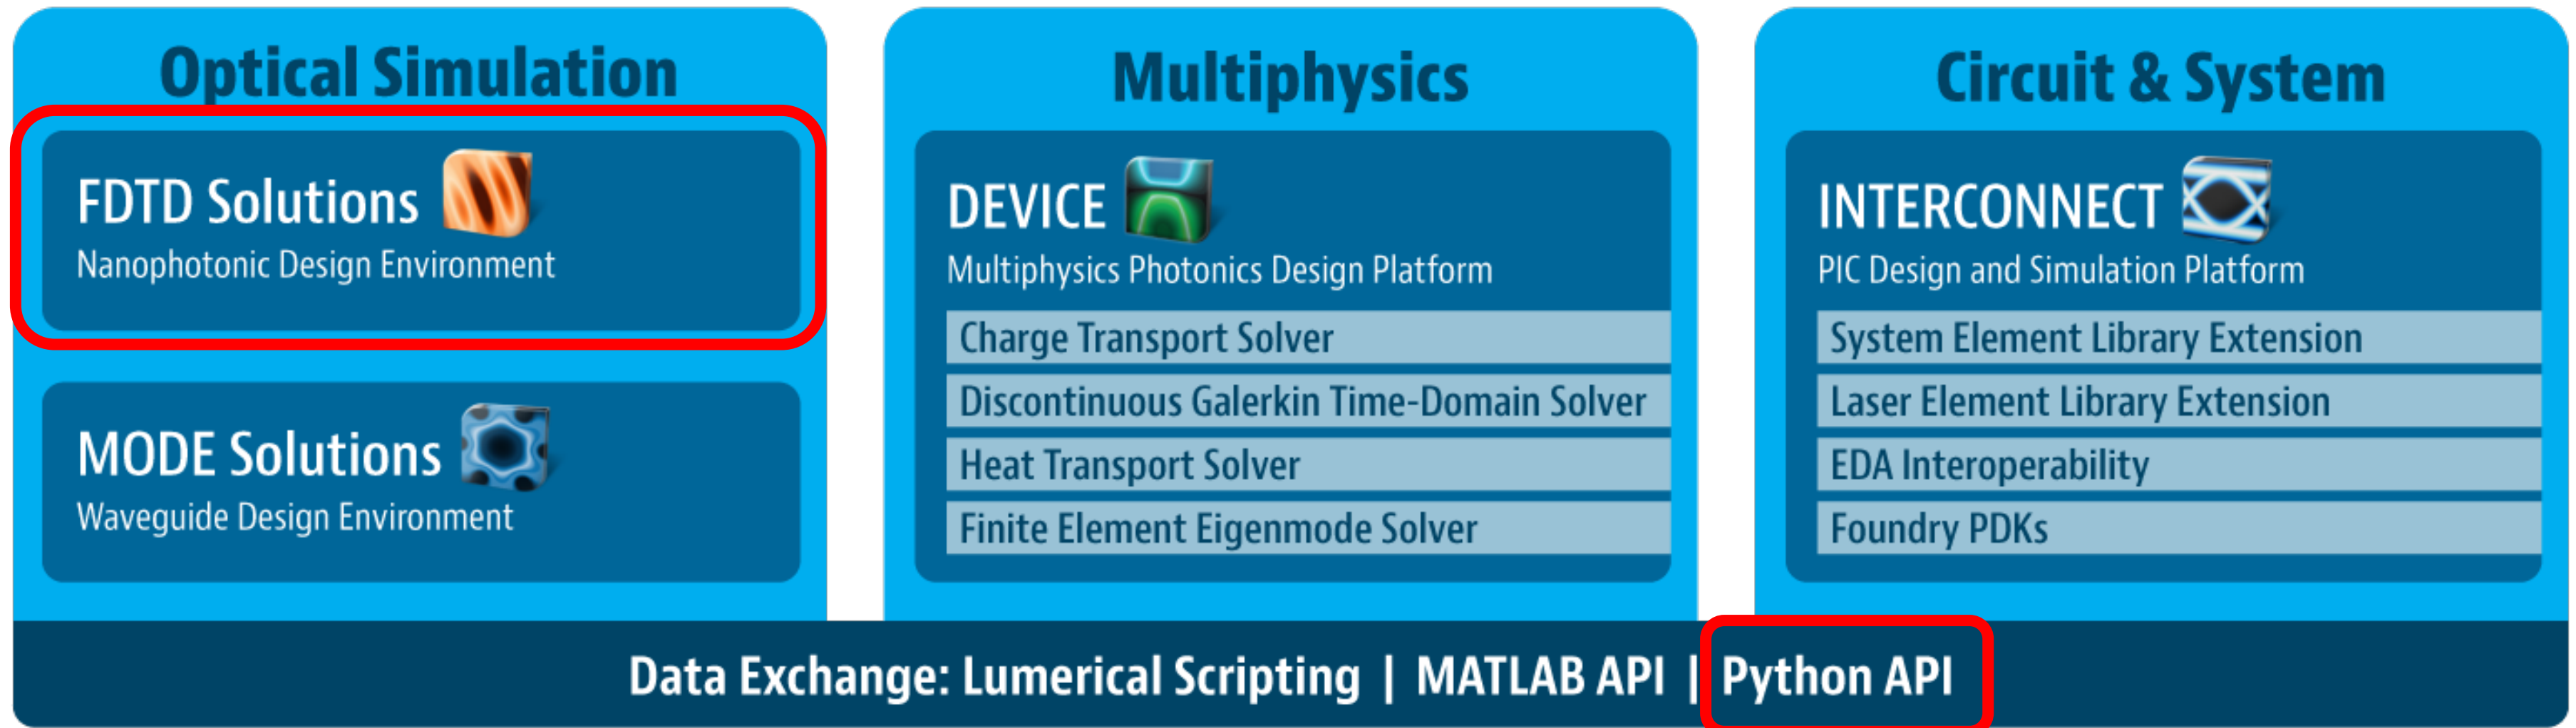 Optical Simulation
FDTD Solutions
Nanophotonic Design Environment
MODE Solutions
Waveguide Design Environment
Multiphysics
DEVICE
Multiphysics Photonics Design Platform
Charge Transport Solver
Discontinuous Galerkin Time-Domain Solver
Heat Transport Solver
Finite Element Eigenmode Solver
Circuit & System
INTERCONNECT
PIC Design and Simulation Platform
System Element Library Extension
Laser Element Library Extension
EDA Interoperability
Foundry PDKs
Data Exchange: Lumerical Scripting | MATLAB API | Python API